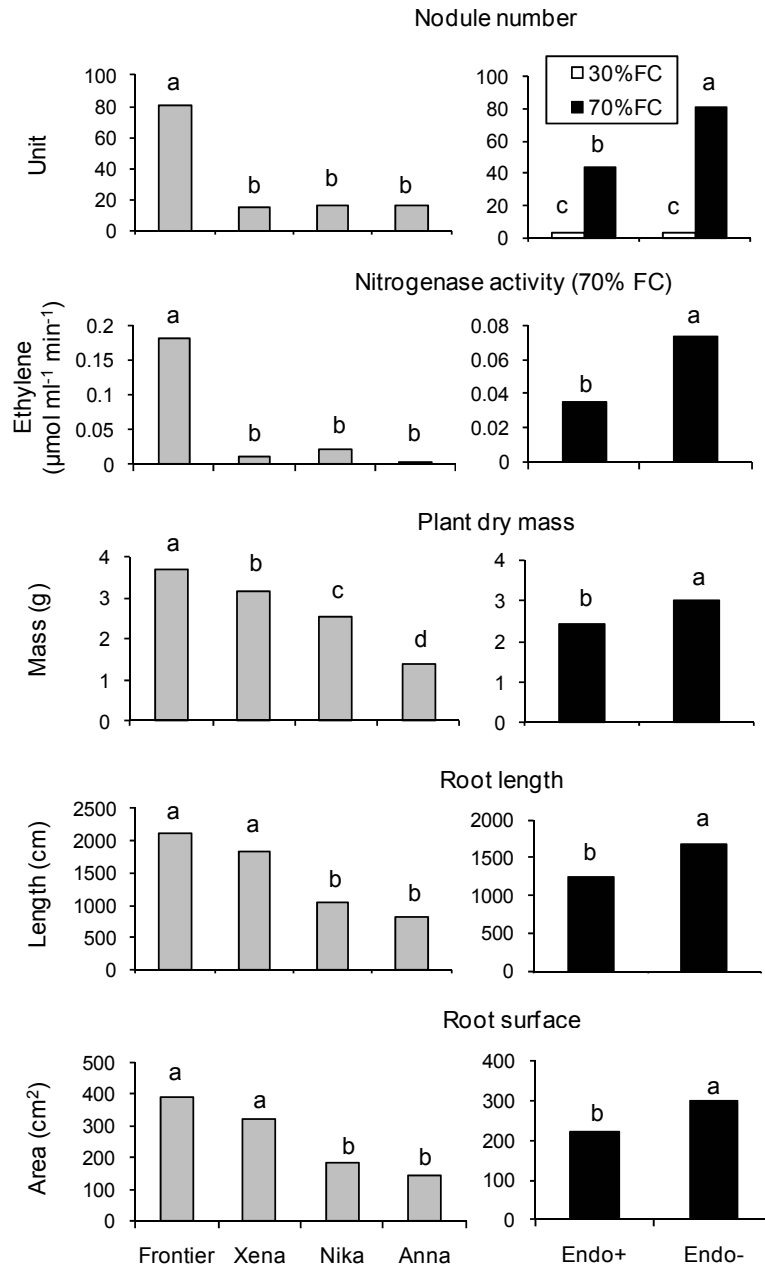 Nodule number
Unit
100
80
60
40
20
0
a
b
b
b
100
80
60
40
20
0
30%FC
70%FC
c
b
c
a
Nitrogenase activity (70% FC)
Ethylene
(µmol ml⁻¹ min⁻¹)
0.2
0.15
0.1
0.05
0
a
b
b
b
0.08
0.06
0.04
0.02
0
b
a
Plant dry mass
Mass (g)
4
3
2
1
0
a
b
c
d
4
3
2
1
0
b
a
Root length
Length (cm)
2500
2000
1500
1000
500
0
a
a
b
b
2000
1500
1000
500
0
b
a
Root surface
Area (cm²)
500
400
300
200
100
0
a
a
b
b
400
300
200
100
0
b
a
Frontier Xena Nika Anna
Endo+ Endo-